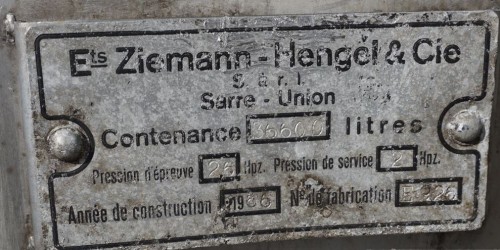 Ets Ziemann-Hengel & Cie
S.à r.l.
Sarre - Union
Contenance litres
Pression d'épreuve Hpz. Pression de service 2 Hpz.
Année de construction 1986 No de fabrication